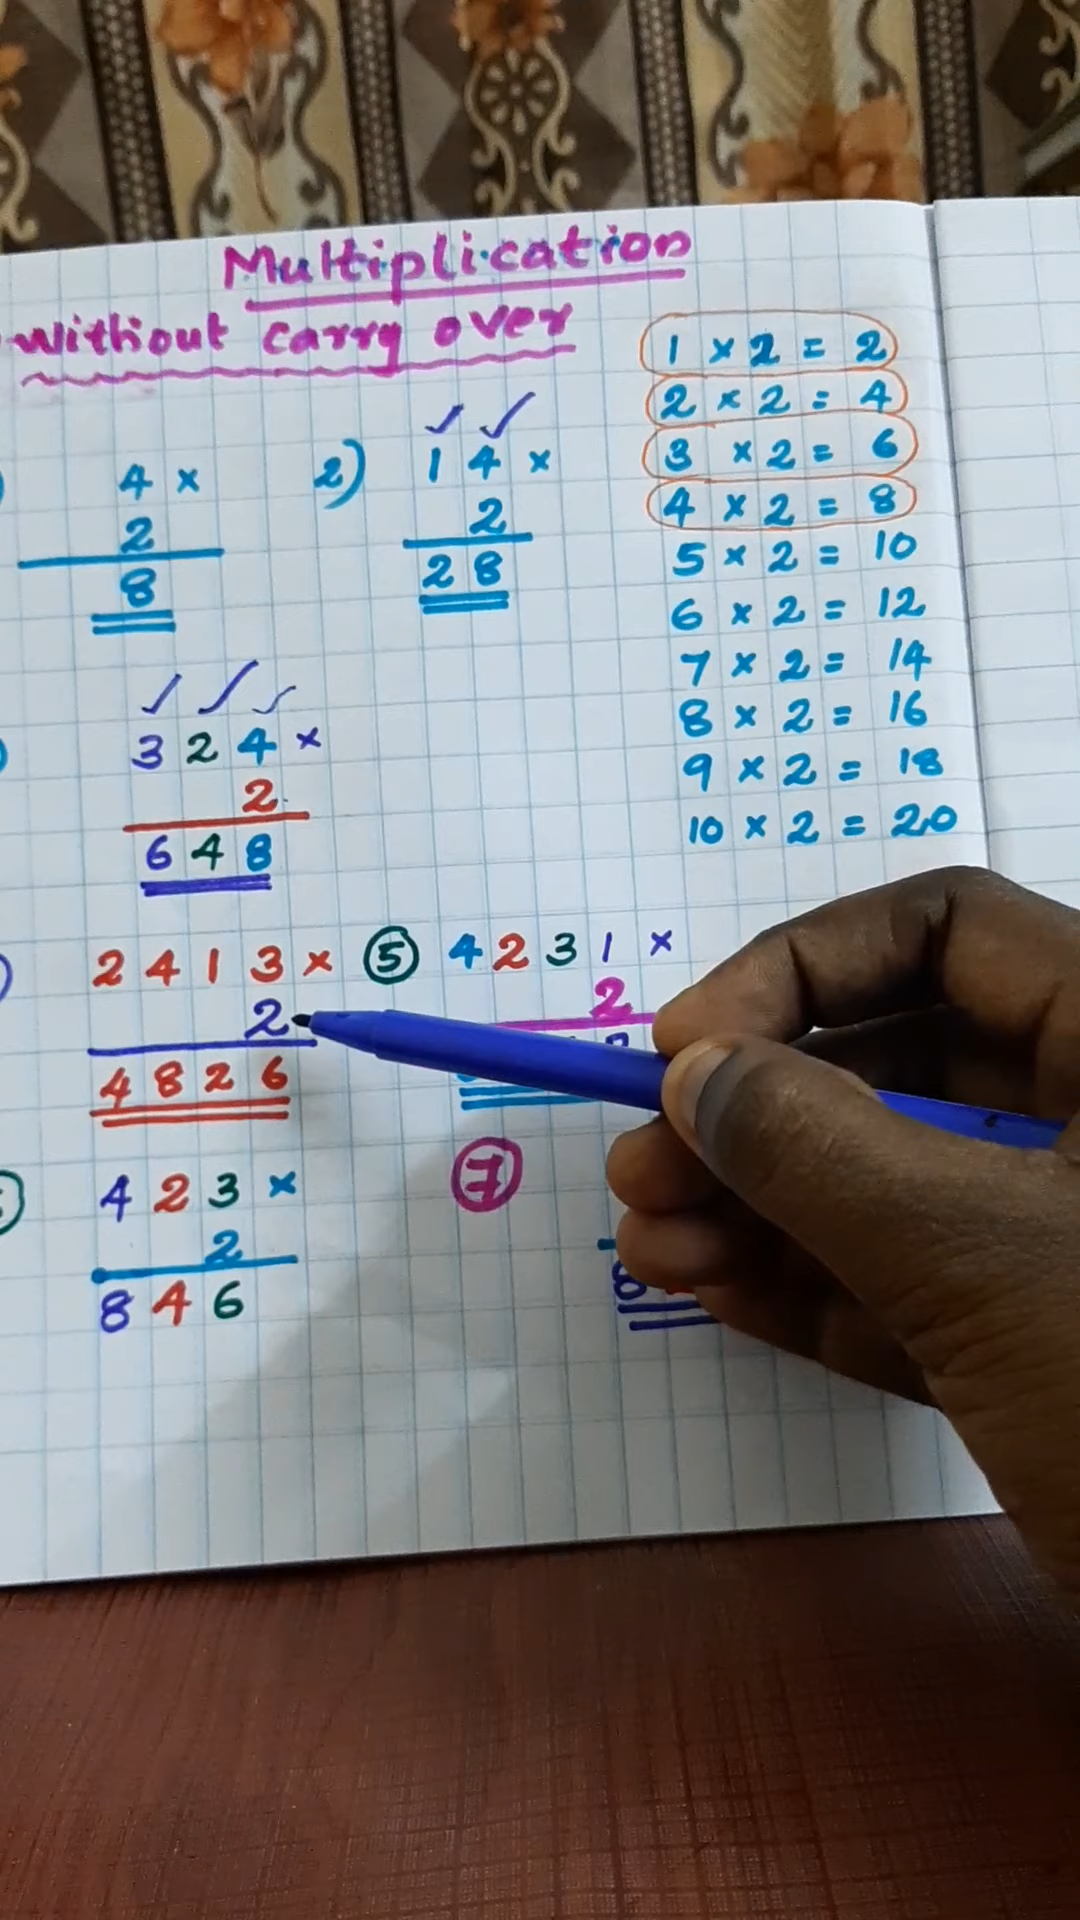 Multiplication
without carry over
4 ×
2
8
2) 1 4 ×
2
2 8
3 2 4 ×
2
6 4 8
2 4 1 3 ×
2
4 8 2 6
⑤ 4 2 3 1 ×
2
4 2 3 ×
2
8 4 6
⑦
8
1 × 2 = 2
2 × 2 = 4
3 × 2 = 6
4 × 2 = 8
5 × 2 = 10
6 × 2 = 12
7 × 2 = 14
8 × 2 = 16
9 × 2 = 18
10 × 2 = 20